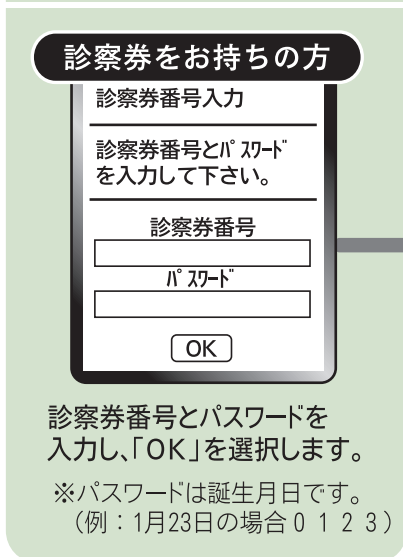 診察券をお持ちの方
診察券番号入力
診察券番号とﾊﾟｽﾜｰﾄﾞ
を入力して下さい。
診察券番号
ﾊﾟｽﾜｰﾄﾞ
OK
診察券番号とパスワードを
入力し、「OK」を選択します。
※パスワードは誕生月日です。
（例：1月23日の場合０１２３）